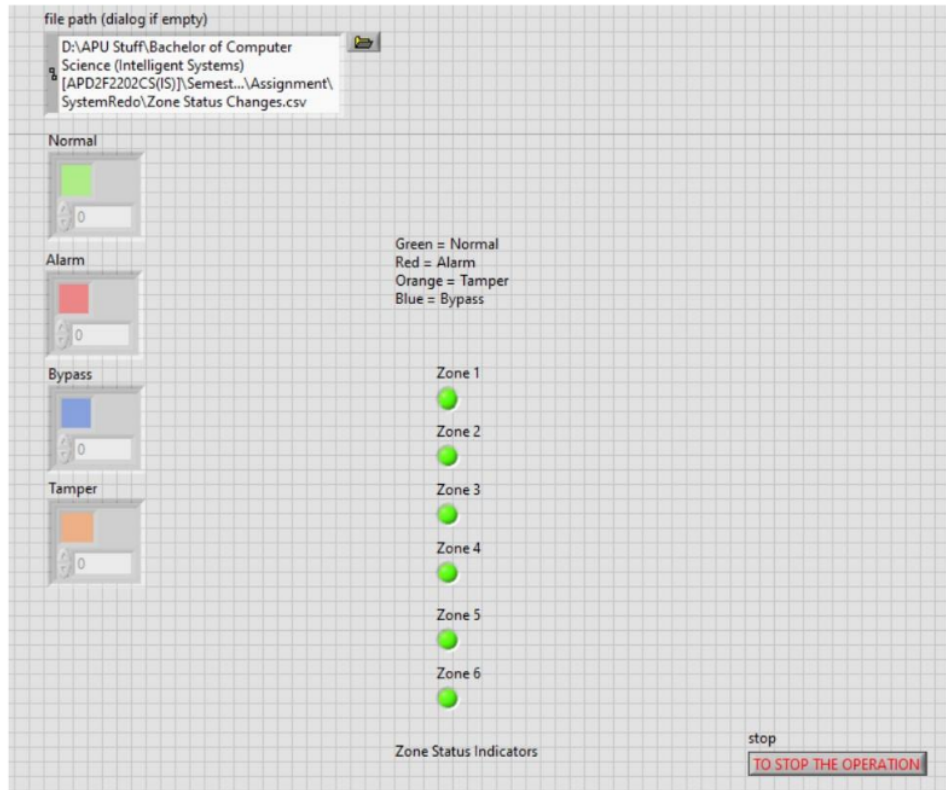 file path (dialog if empty)
D:\APU Stuff\Bachelor of Computer
Science (Intelligent Systems)
[APD2F2202CS(IS)]\Semest...\Assignment\
SystemRedo\Zone Status Changes.csv
Normal
0
Alarm
0
Bypass
0
Tamper
0
Green = Normal
Red = Alarm
Orange = Tamper
Blue = Bypass
Zone 1
Zone 2
Zone 3
Zone 4
Zone 5
Zone 6
Zone Status Indicators
stop
TO STOP THE OPERATION